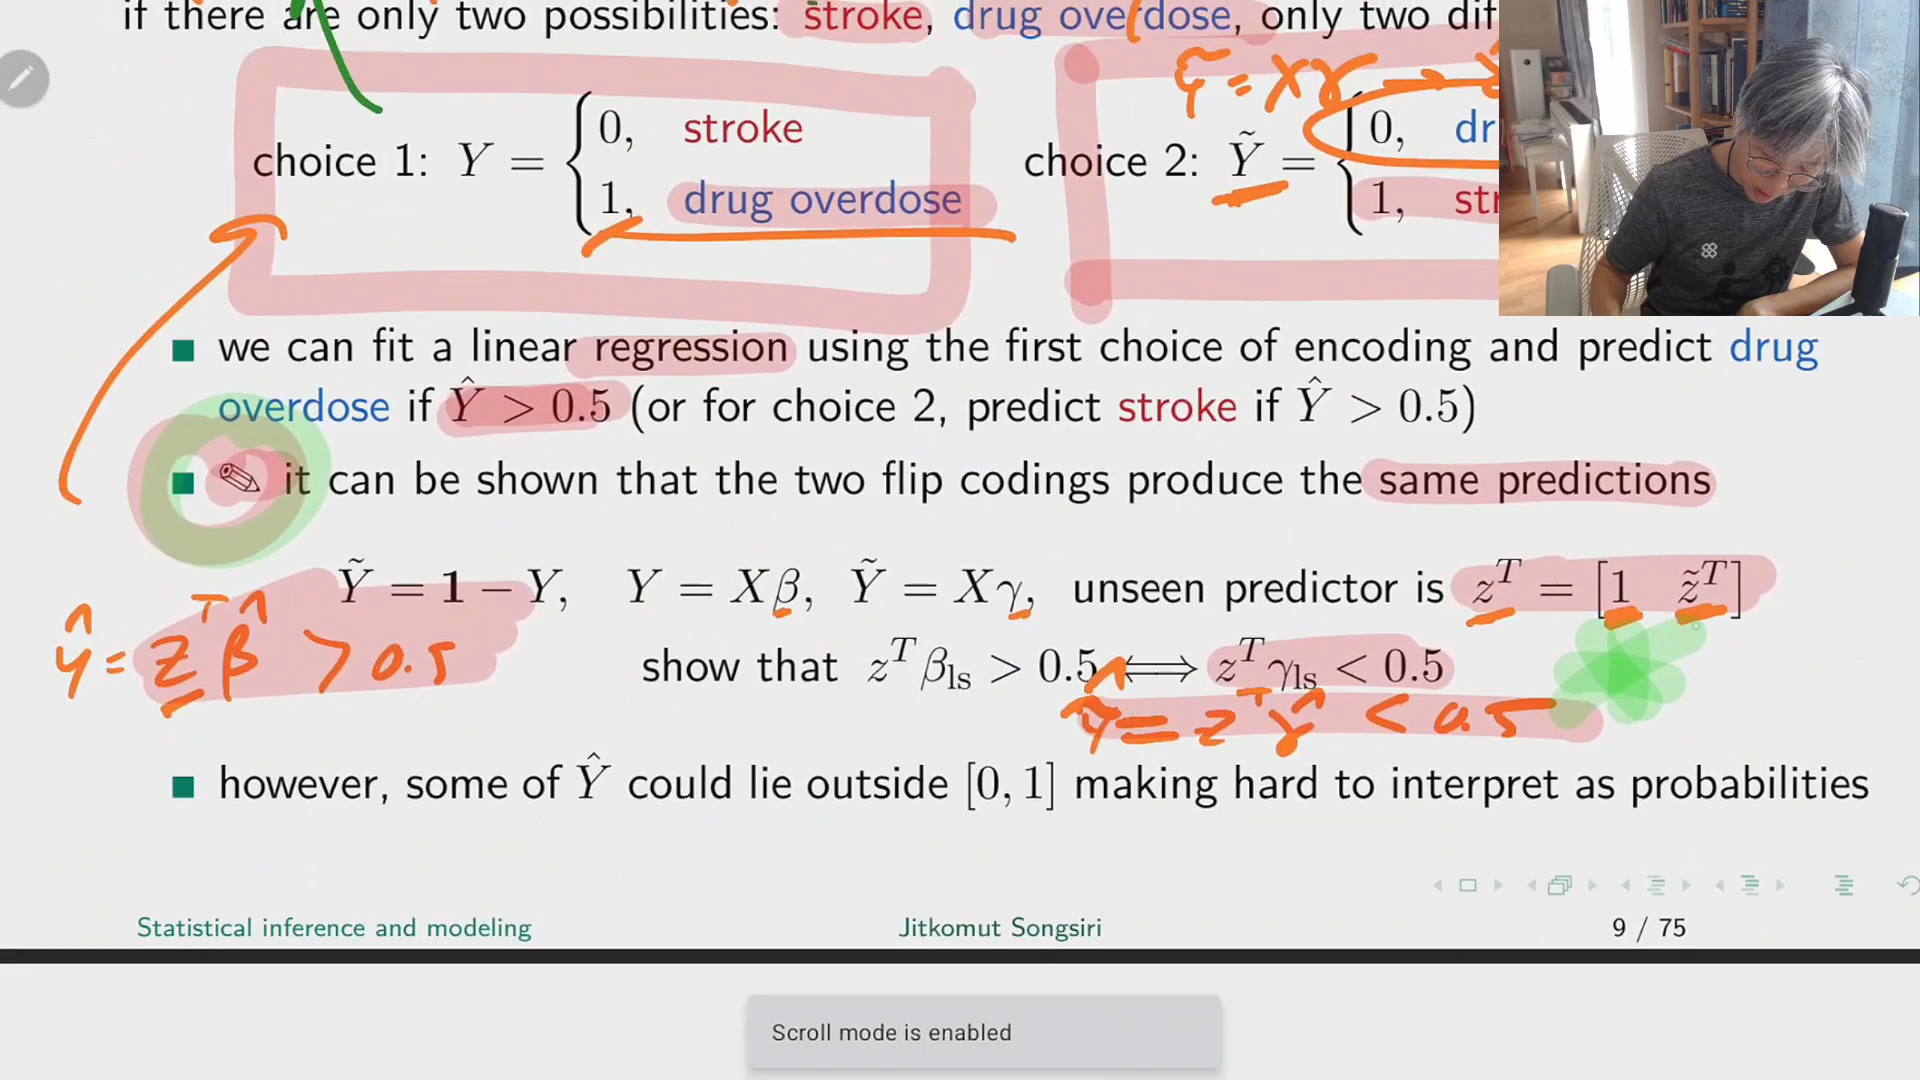 if there are only two possibilities: stroke, drug overdose, only two
Ỹ = Xγ →
choice 1: Y = { 0, stroke
1, drug overdose
choice 2: Ỹ = { 0,
1,
■ we can fit a linear regression using the first choice of encoding and predict drug
overdose if Ŷ > 0.5 (or for choice 2, predict stroke if Ŷ > 0.5)
■ ✎ it can be shown that the two flip codings produce the same predictions
Ỹ = 1 − Y, Y = Xβ, Ỹ = Xγ, unseen predictor is z^T = [1 z̃^T]
ŷ = z^T β̂ > 0.5
show that z^T β_ls > 0.5 ⟺ z^T γ_ls < 0.5
= z^T γ̂ < 0.5
■ however, some of Ŷ could lie outside [0, 1] making hard to interpret as probabilities
Statistical inference and modeling
Jitkomut Songsiri
9 / 75
Scroll mode is enabled